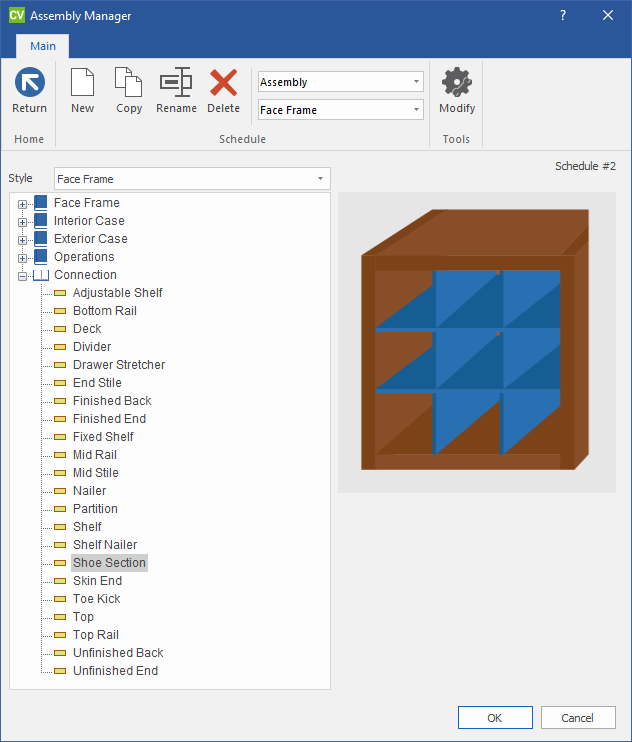 CV Assembly Manager ?
Main
Return
New
Copy
Rename
Delete
Assembly
Face Frame
Modify
Home
Schedule
Tools
Schedule #2
Style
Face Frame
Face Frame
Interior Case
Exterior Case
Operations
Connection
Adjustable Shelf
Bottom Rail
Deck
Divider
Drawer Stretcher
End Stile
Finished Back
Finished End
Fixed Shelf
Mid Rail
Mid Stile
Nailer
Partition
Shelf
Shelf Nailer
Shoe Section
Skin End
Toe Kick
Top
Top Rail
Unfinished Back
Unfinished End
OK
Cancel